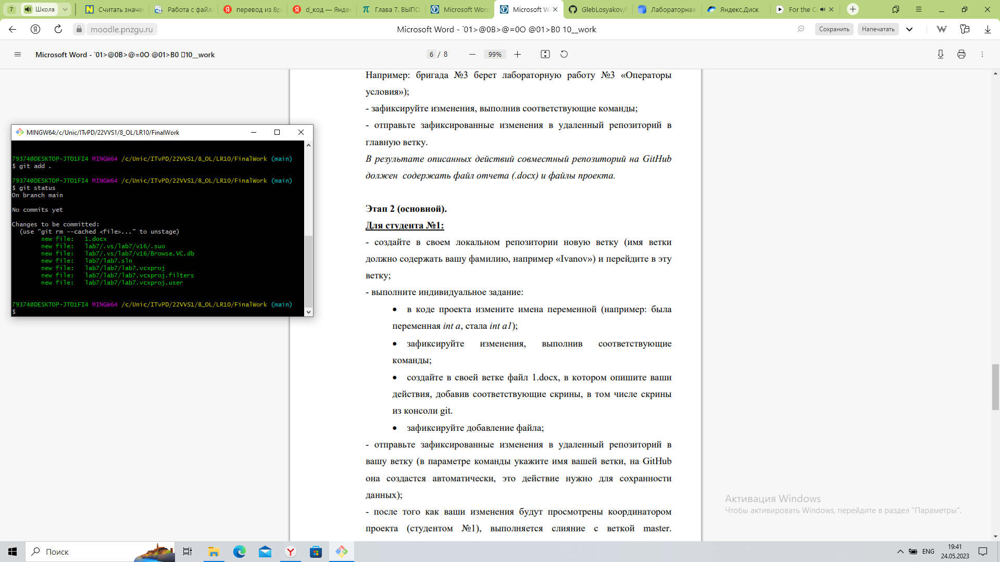 7
Школа
Считать значен
Работа с файла
перевод из 8ри
d_код — Яндек
Глава 7. ВЫПО
Microsoft Word
Microsoft Wo
GlebLosyakov/F
Лабораторная
Яндекс.Диск
For the Co
moodle.pnzgu.ru
Microsoft Word - '01>@0B>@=0O @01>B0 10__work
Сохранить
Напечатать
Microsoft Word - '01>@0B>@=0O @01>B0 10__work
6 / 8
99%
Например: бригада №3 берет лабораторную работу №3 «Операторы
условия»);
- зафиксируйте изменения, выполнив соответствующие команды;
- отправьте зафиксированные изменения в удаленный репозиторий в
главную ветку.
В результате описанных действий совместный репозиторий на GitHub
должен содержать файл отчета (.docx) и файлы проекта.
Этап 2 (основной).
Для студента №1:
- создайте в своем локальном репозитории новую ветку (имя ветки
должно содержать вашу фамилию, например «Ivanov») и перейдите в эту
ветку;
- выполните индивидуальное задание:
• в коде проекта измените имена переменной (например: была
переменная int a, стала int a1);
• зафиксируйте изменения, выполнив соответствующие
команды;
• создайте в своей ветке файл 1.docx, в котором опишите ваши
действия, добавив соответствующие скрины, в том числе скрины
из консоли git.
• зафиксируйте добавление файла;
- отправьте зафиксированные изменения в удаленный репозиторий в
вашу ветку (в параметре команды укажите имя вашей ветки, на GitHub
она создастся автоматически, это действие нужно для сохранности
данных);
- после того как ваши изменения будут просмотрены координатором
проекта (студентом №1), выполняется слияние с веткой master.
MINGW64:/c/Unic/ITvPD/22VVS1/8_OL/LR10/FinalWork
79374@DESKTOP-JTO1FI4 MINGW64 /c/Unic/ITvPD/22VVS1/8_OL/LR10/FinalWork (main)
$ git add .
79374@DESKTOP-JTO1FI4 MINGW64 /c/Unic/ITvPD/22VVS1/8_OL/LR10/FinalWork (main)
$ git status
On branch main
No commits yet
Changes to be committed:
(use "git rm --cached <file>..." to unstage)
new file: 1.docx
new file: lab7/.vs/lab7/v16/.suo
new file: lab7/.vs/lab7/v16/Browse.VC.db
new file: lab7/lab7.sln
new file: lab7/lab7/lab7.vcxproj
new file: lab7/lab7/lab7.vcxproj.filters
new file: lab7/lab7/lab7.vcxproj.user
79374@DESKTOP-JTO1FI4 MINGW64 /c/Unic/ITvPD/22VVS1/8_OL/LR10/FinalWork (main)
$
Активация Windows
Чтобы активировать Windows, перейдите в раздел "Параметры".
Поиск
ENG
19:41
24.05.2023